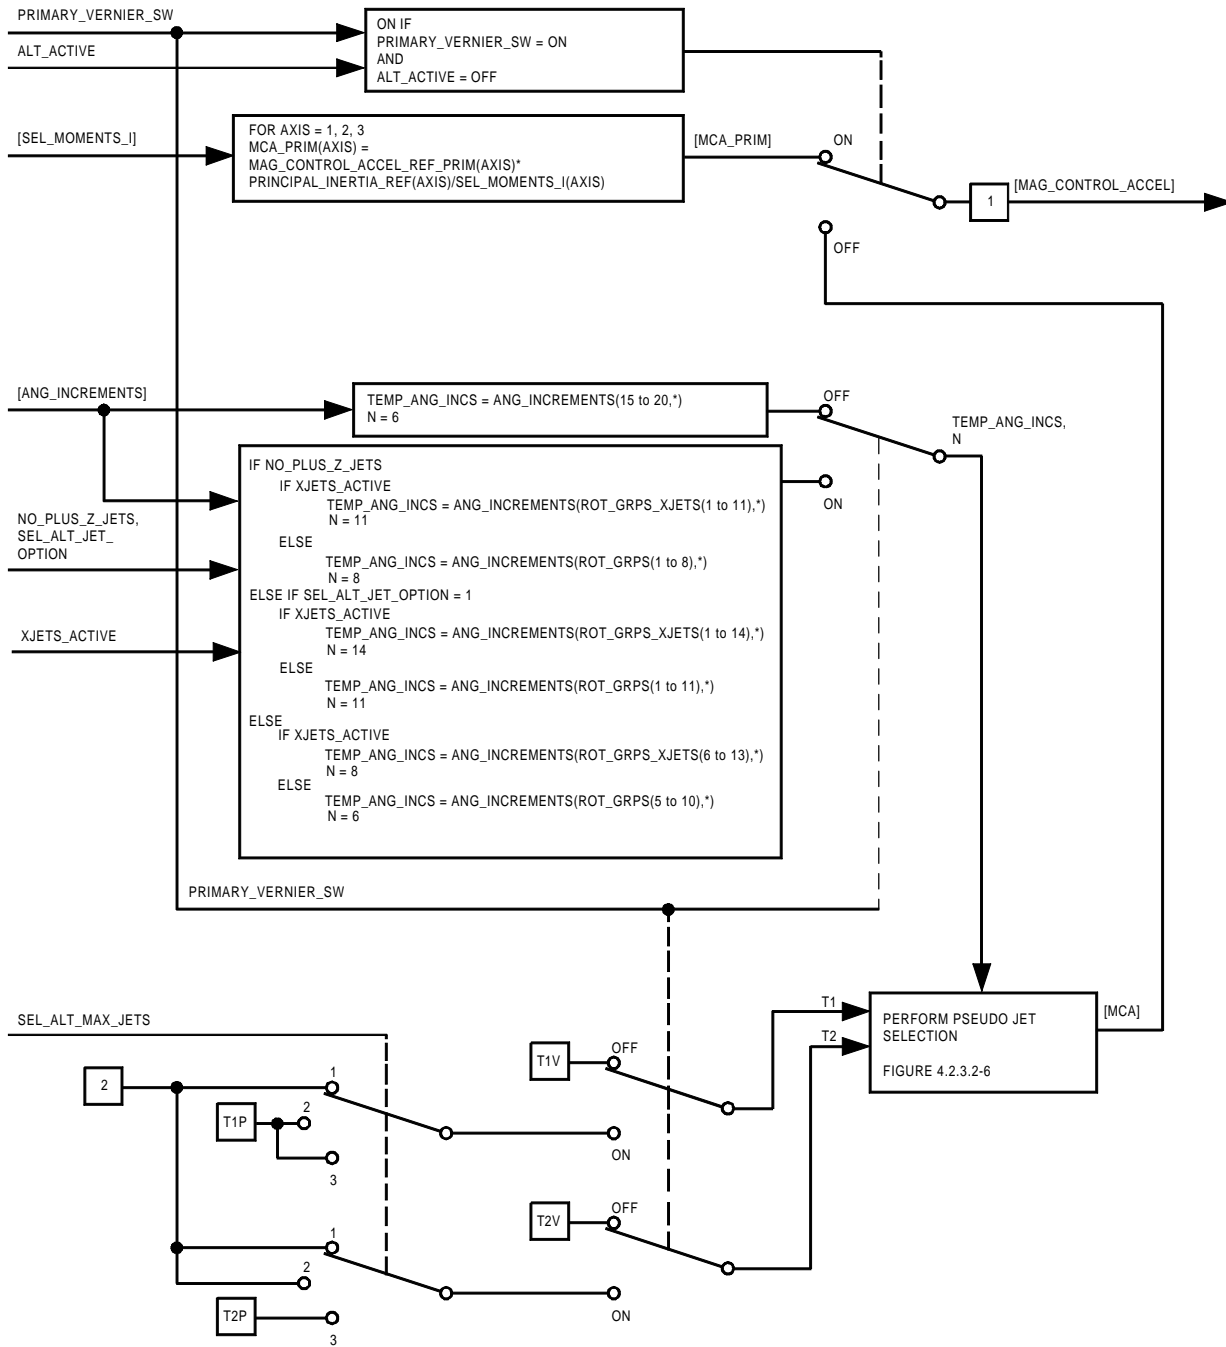 PRIMARY_VERNIER_SW
ALT_ACTIVE
ON IF
PRIMARY_VERNIER_SW = ON
AND
ALT_ACTIVE = OFF
[SEL_MOMENTS_I]
FOR AXIS = 1, 2, 3
MCA_PRIM(AXIS) =
MAG_CONTROL_ACCEL_REF_PRIM(AXIS)*
PRINCIPAL_INERTIA_REF(AXIS)/SEL_MOMENTS_I(AXIS)
[MCA_PRIM]
ON
OFF
1
[MAG_CONTROL_ACCEL]
[ANG_INCREMENTS]
TEMP_ANG_INCS = ANG_INCREMENTS(15 to 20,*)
N = 6
OFF
ON
TEMP_ANG_INCS,
N
NO_PLUS_Z_JETS,
SEL_ALT_JET_
OPTION
XJETS_ACTIVE
IF NO_PLUS_Z_JETS
IF XJETS_ACTIVE
TEMP_ANG_INCS = ANG_INCREMENTS(ROT_GRPS_XJETS(1 to 11),*)
N = 11
ELSE
TEMP_ANG_INCS = ANG_INCREMENTS(ROT_GRPS(1 to 8),*)
N = 8
ELSE IF SEL_ALT_JET_OPTION = 1
IF XJETS_ACTIVE
TEMP_ANG_INCS = ANG_INCREMENTS(ROT_GRPS_XJETS(1 to 14),*)
N = 14
ELSE
TEMP_ANG_INCS = ANG_INCREMENTS(ROT_GRPS(1 to 11),*)
N = 11
ELSE
IF XJETS_ACTIVE
TEMP_ANG_INCS = ANG_INCREMENTS(ROT_GRPS_XJETS(6 to 13),*)
N = 8
ELSE
TEMP_ANG_INCS = ANG_INCREMENTS(ROT_GRPS(5 to 10),*)
N = 6
PRIMARY_VERNIER_SW
SEL_ALT_MAX_JETS
2
1
T1P
2
3
T1V
OFF
ON
T1
T2
PERFORM PSEUDO JET
SELECTION
FIGURE 4.2.3.2-6
[MCA]
1
2
T2P
3
T2V
OFF
ON